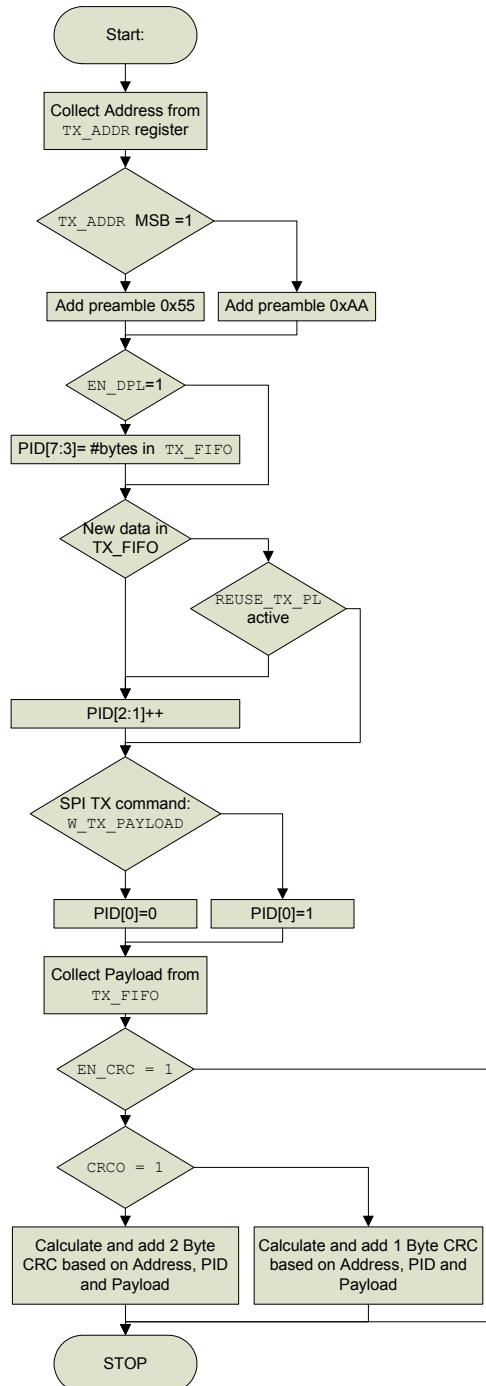 Start:
Collect Address from
TX_ADDR register
TX_ADDR MSB =1
Add preamble 0x55
Add preamble 0xAA
EN_DPL=1
PID[7:3]= #bytes in TX_FIFO
New data in
TX_FIFO
REUSE_TX_PL
active
PID[2:1]++
SPI TX command:
W_TX_PAYLOAD
PID[0]=0
PID[0]=1
Collect Payload from
TX_FIFO
EN_CRC = 1
CRCO = 1
Calculate and add 2 Byte
CRC based on Address, PID
and Payload
Calculate and add 1 Byte CRC
based on Address, PID and
Payload
STOP